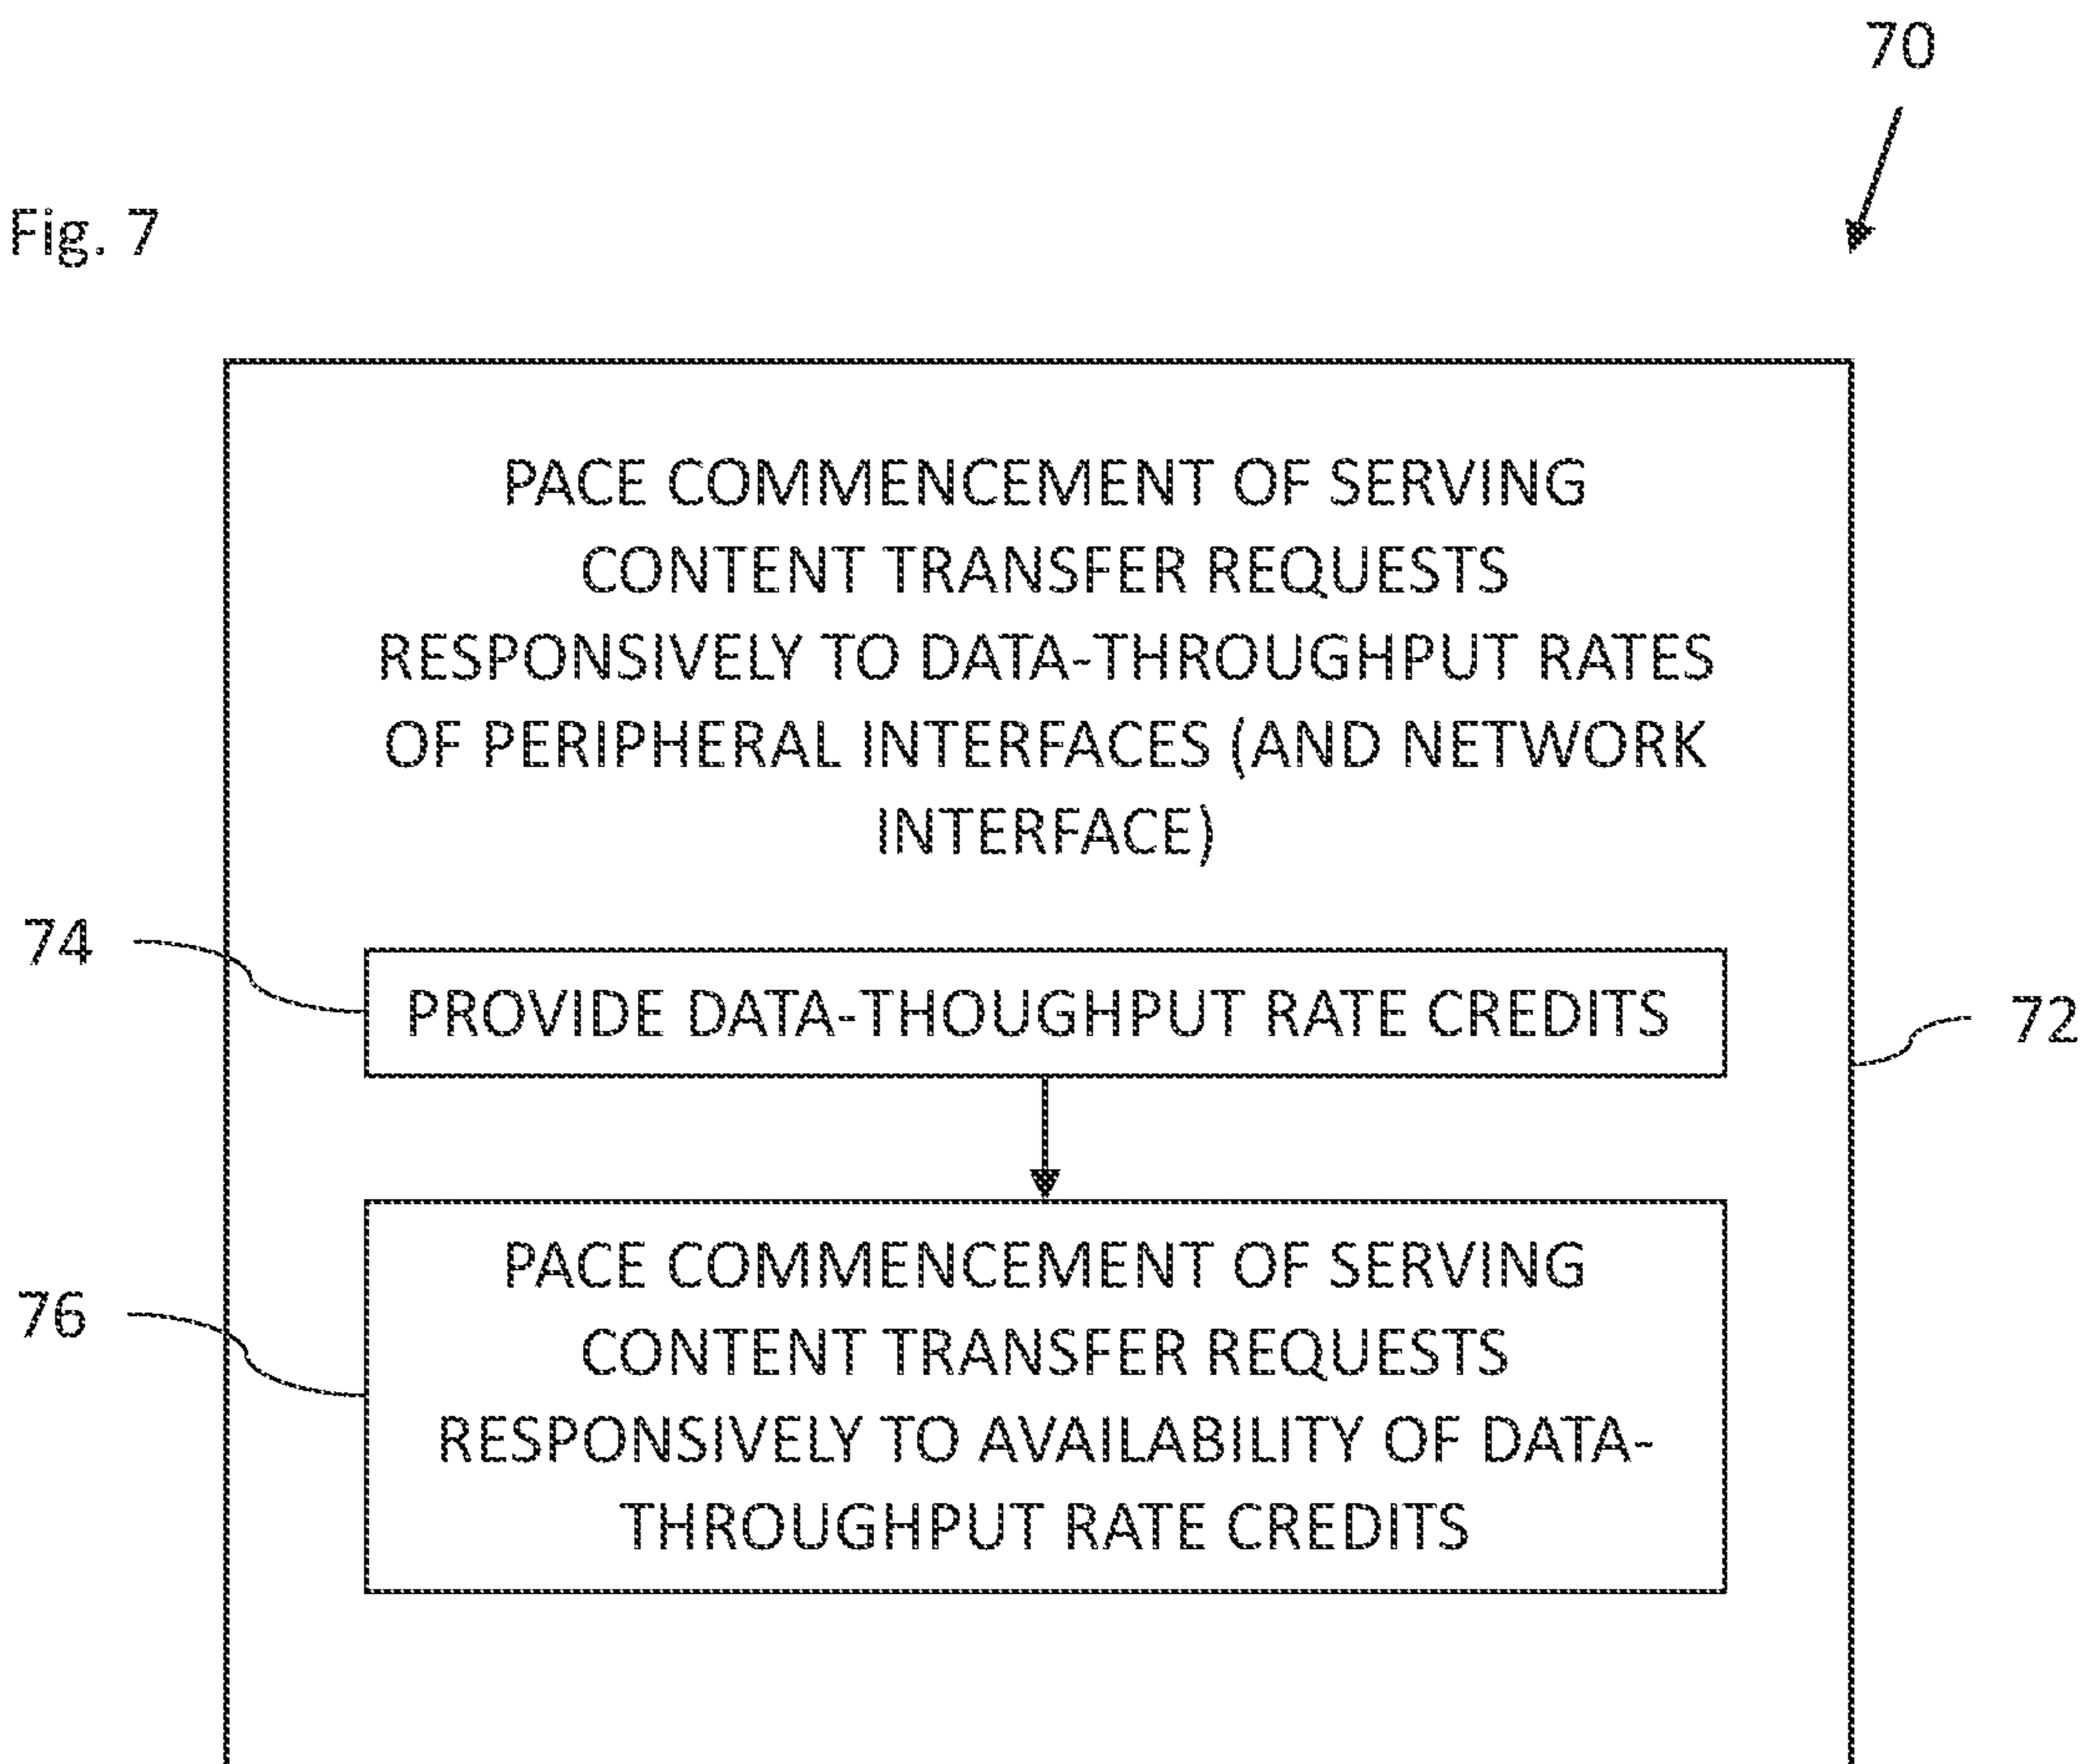 70
Fig. 7
PACE COMMENCEMENT OF SERVING
CONTENT TRANSFER REQUESTS
RESPONSIVELY TO DATA-THROUGHPUT RATES
OF PERIPHERAL INTERFACES (AND NETWORK
INTERFACE)
74
PROVIDE DATA-THOUGHPUT RATE CREDITS
72
76
PACE COMMENCEMENT OF SERVING
CONTENT TRANSFER REQUESTS
RESPONSIVELY TO AVAILABILITY OF DATA-
THROUGHPUT RATE CREDITS